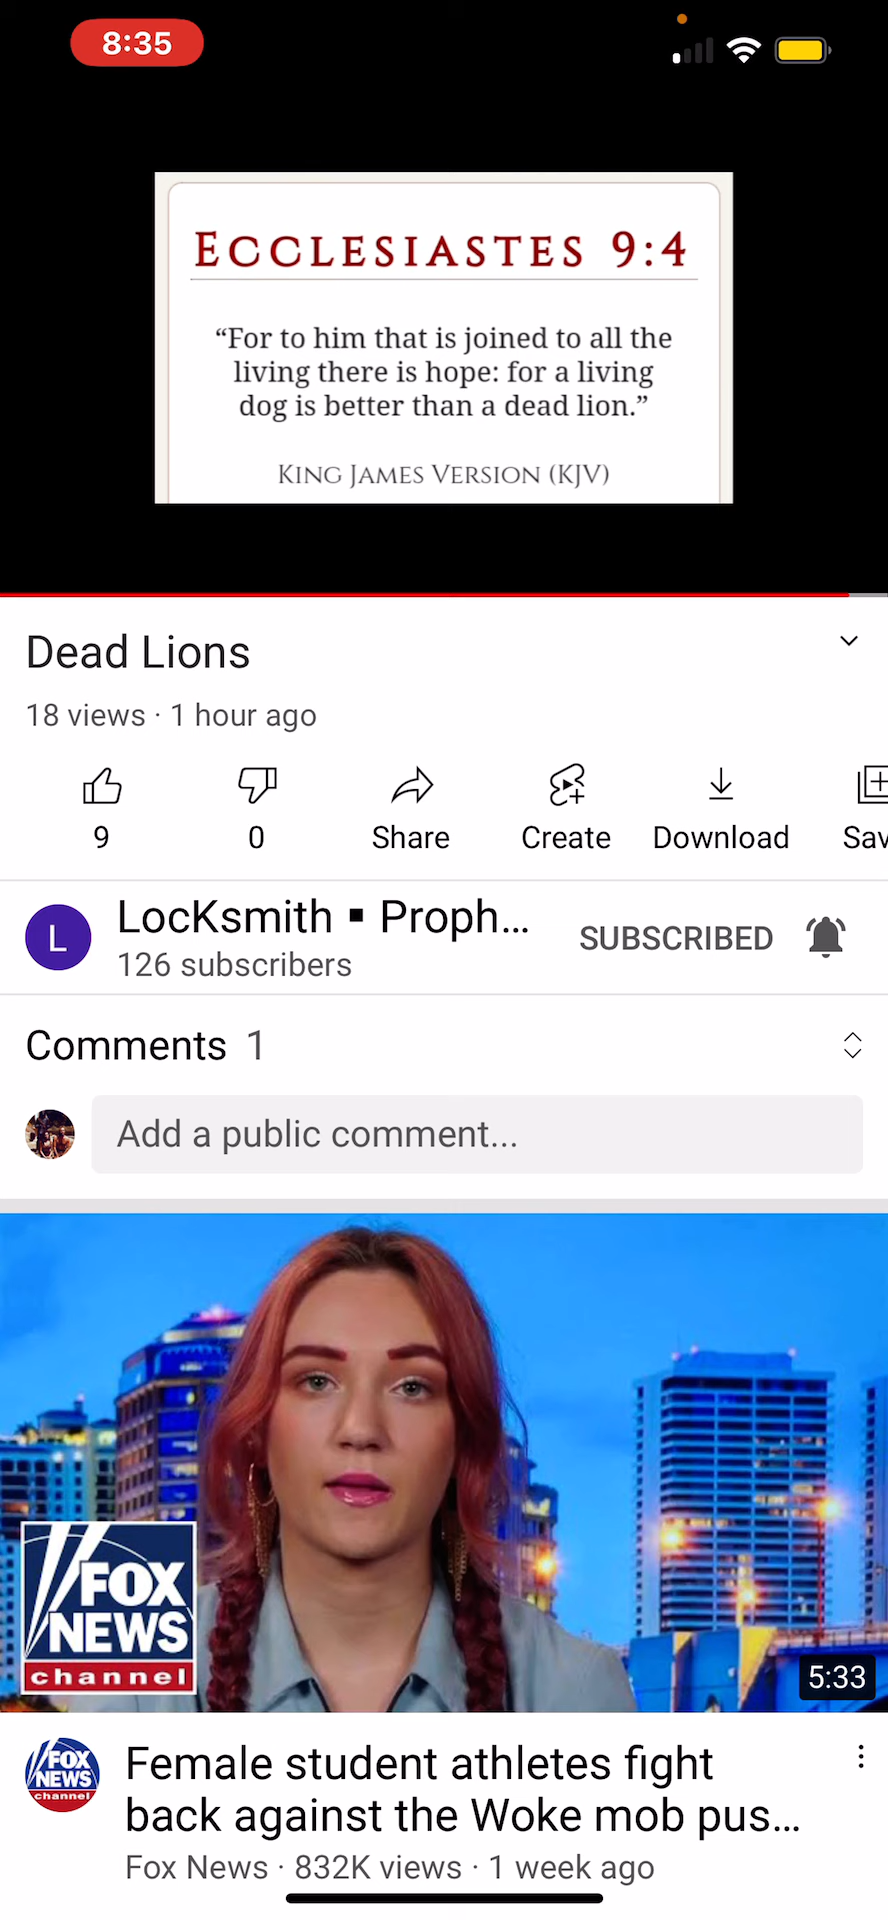 8:35
ECCLESIASTES 9:4
“For to him that is joined to all the
living there is hope: for a living
dog is better than a dead lion.”
KING JAMES VERSION (KJV)
Dead Lions
18 views · 1 hour ago
9
0
Share
Create
Download
Sav
L
LocKsmith ▪ Proph...
126 subscribers
SUBSCRIBED
Comments 1
Add a public comment...
FOX
NEWS
channel
5:33
FOX
NEWS
channel
Female student athletes fight
back against the Woke mob pus...
Fox News · 832K views · 1 week ago